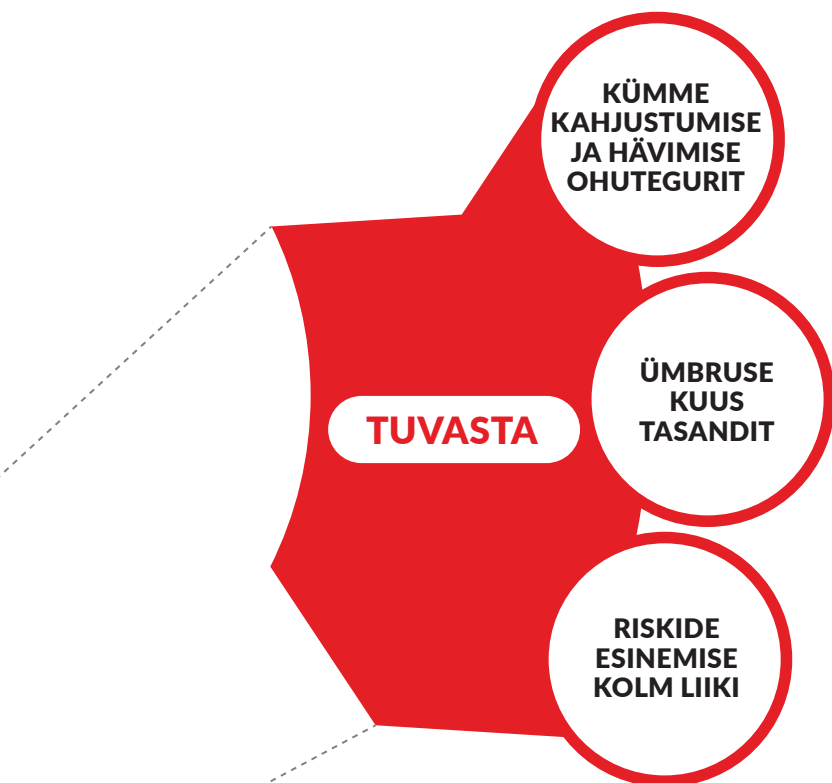 KÜMME
KAHJUSTUMISE
JA HÄVIMISE
OHUTEGURIT
TUVASTA
ÜMBRUSE
KUUS
TASANDIT
RISKIDE
ESINEMISE
KOLM LIIKI